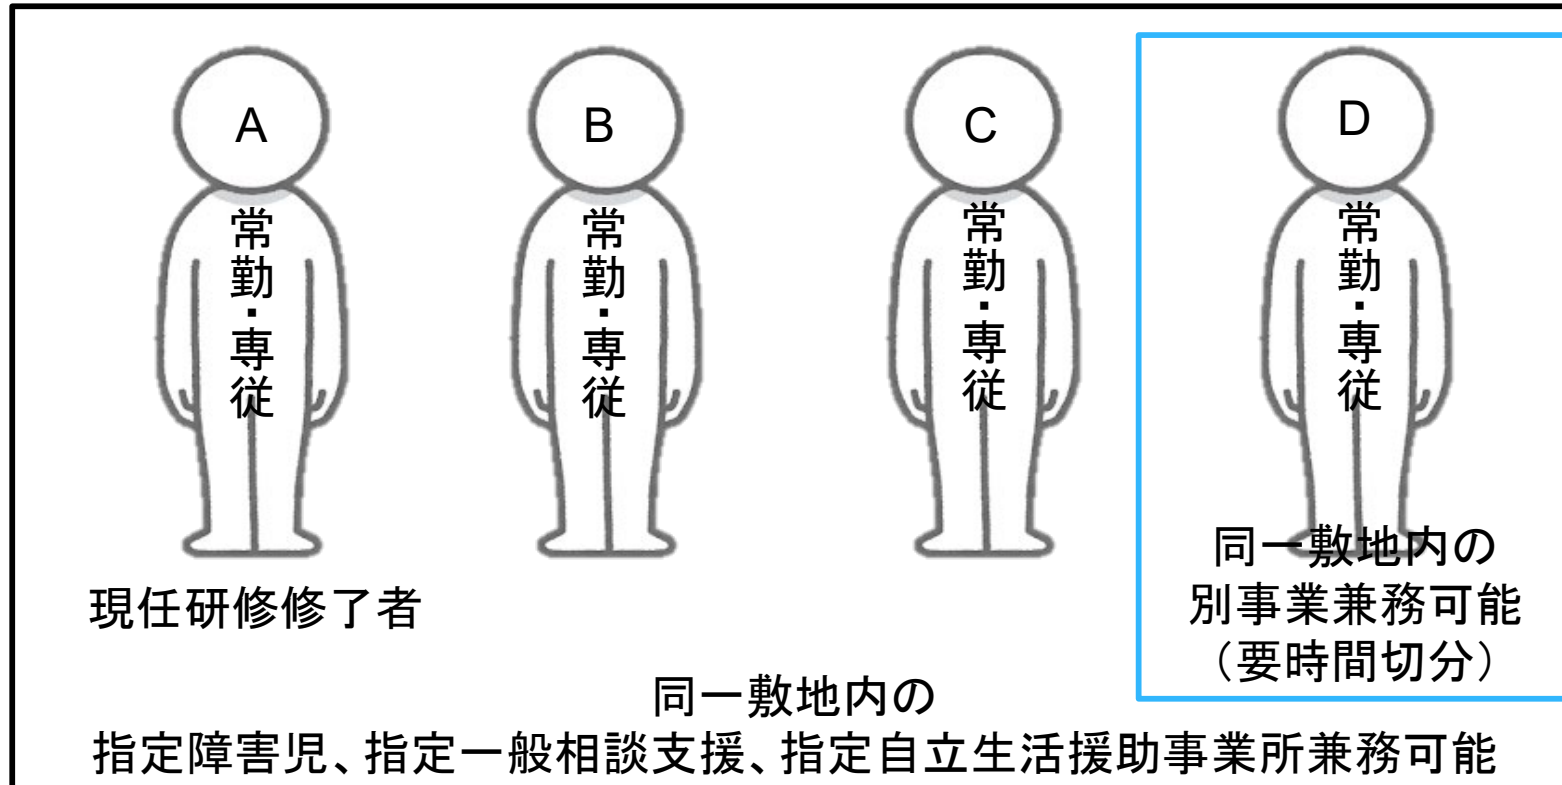 A
B
C
D
常勤・専従
常勤・専従
常勤・専従
常勤・専従
現任研修修了者
同一敷地内の
別事業兼務可能
（要時間切分）
同一敷地内の
指定障害児、指定一般相談支援、指定自立生活援助事業所兼務可能